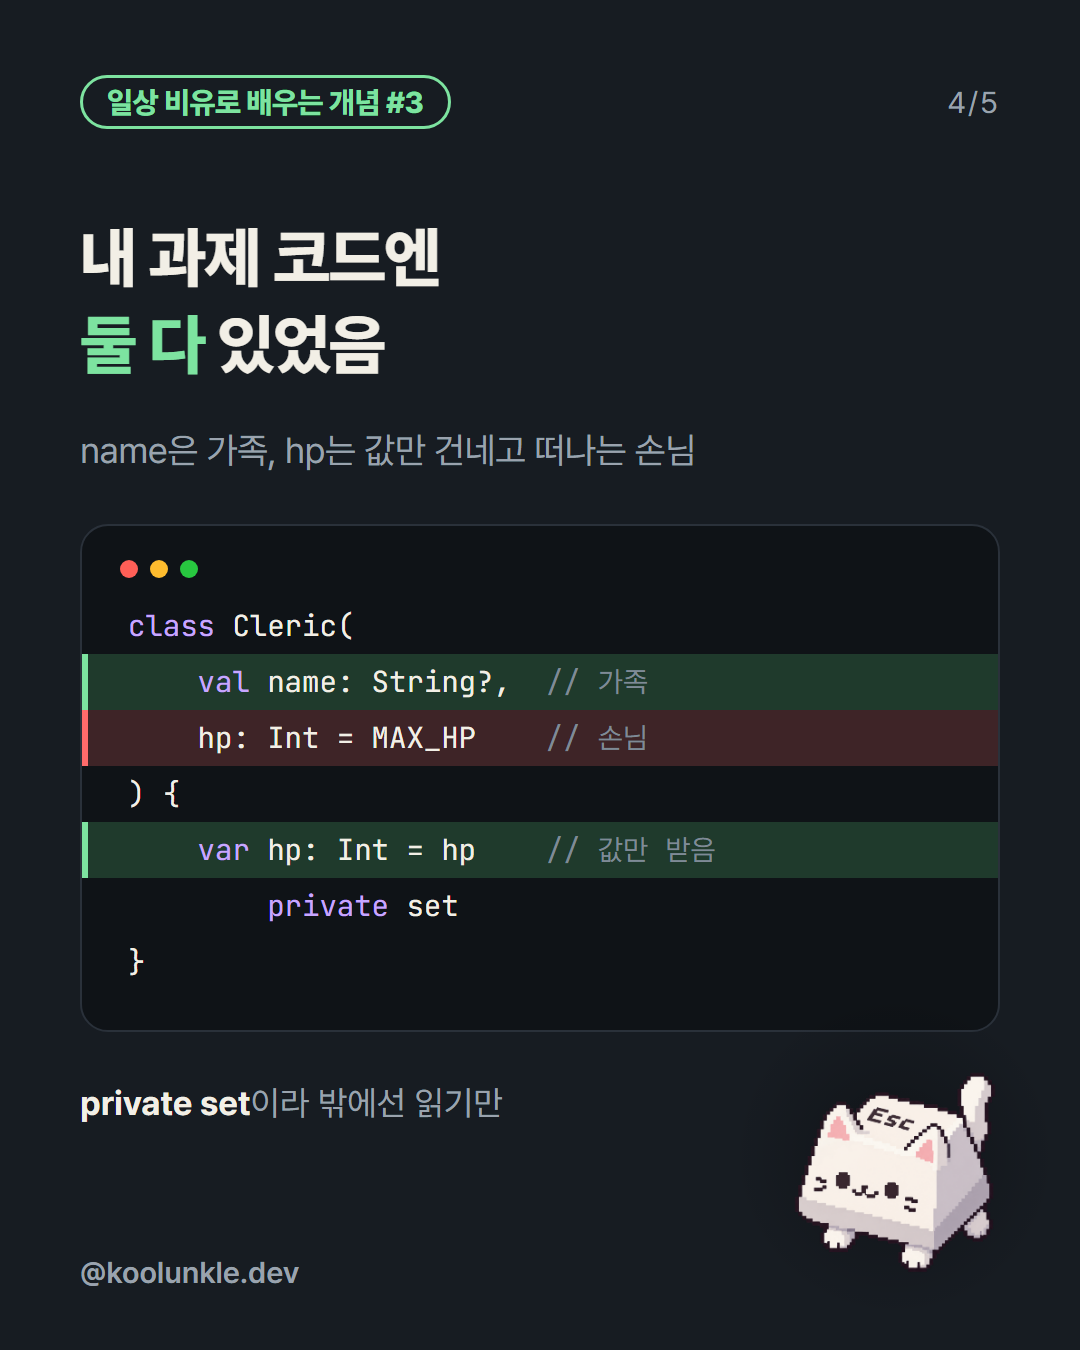 일상 비유로 배우는 개념 #3
4/5
내 과제 코드엔
둘 다 있었음
name은 가족, hp는 값만 건네고 떠나는 손님
class Cleric(
    val name: String?,  // 가족
    hp: Int = MAX_HP    // 손님
) {
    var hp: Int = hp    // 값만 받음
        private set
}
private set이라 밖에선 읽기만
Esc
@koolunkle.dev